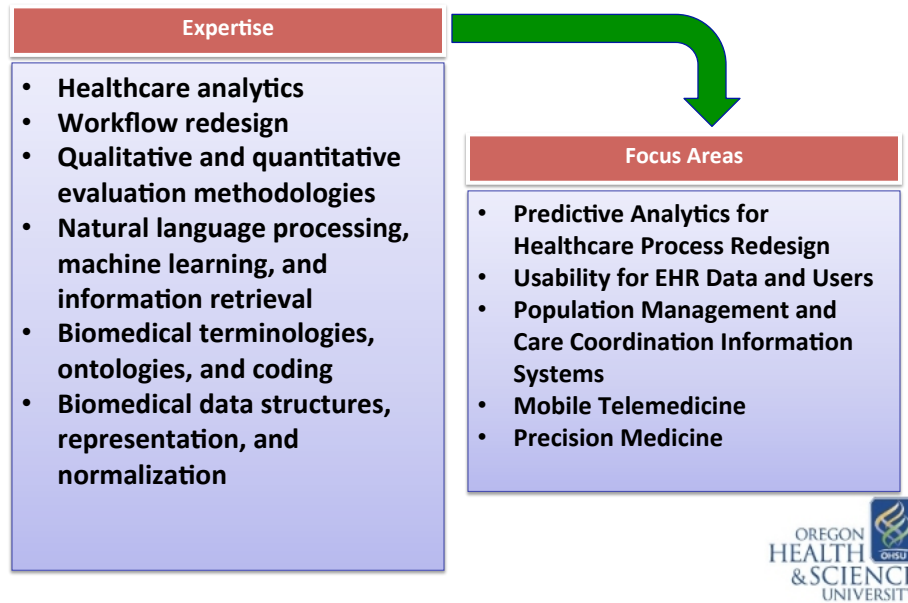 Expertise
• Healthcare analytics
• Workflow redesign
• Qualitative and quantitative
evaluation methodologies
• Natural language processing,
machine learning, and
information retrieval
• Biomedical terminologies,
ontologies, and coding
• Biomedical data structures,
representation, and
normalization
Focus Areas
• Predictive Analytics for
Healthcare Process Redesign
• Usability for EHR Data and Users
• Population Management and
Care Coordination Information
Systems
• Mobile Telemedicine
• Precision Medicine
OREGON
HEALTH
OHSU
& SCIENC
UNIVERSIT